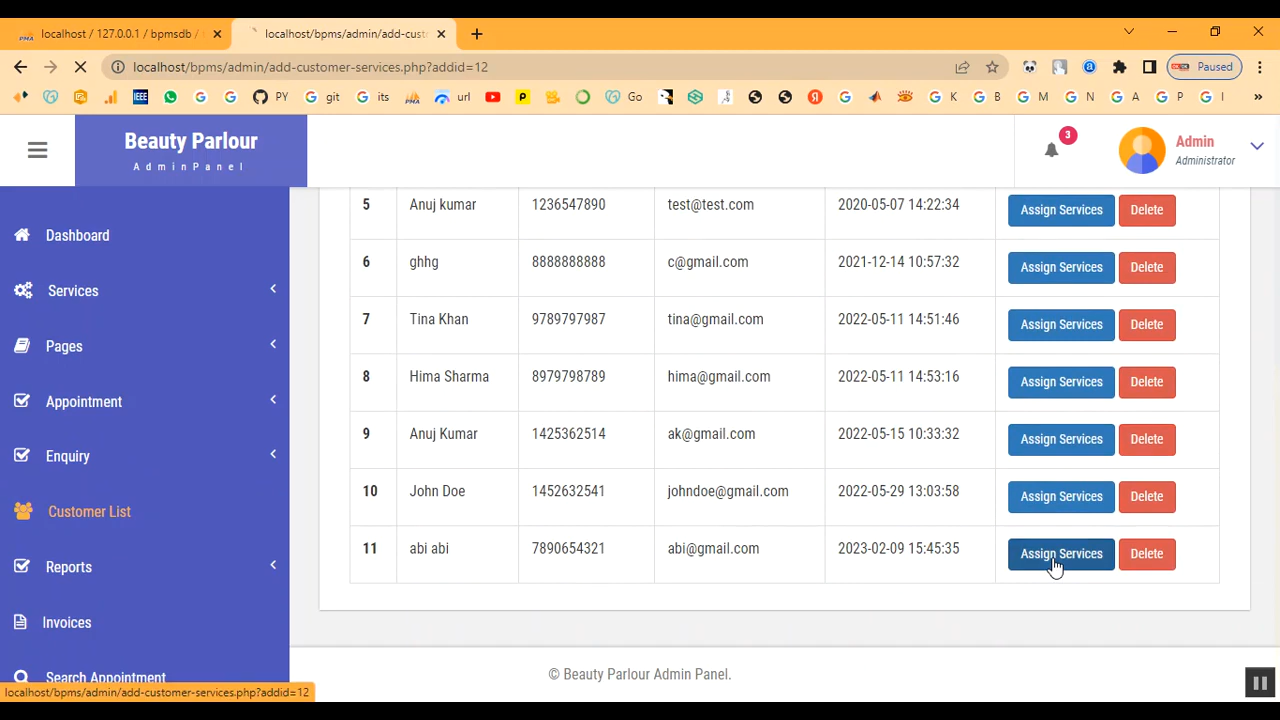 localhost / 127.0.0.1 / bpmsdb /
localhost/bpms/admin/add-custo
localhost/bpms/admin/add-customer-services.php?addid=12
Paused
IEEE
PY
git
its
url
Go
K
B
M
N
A
P
I
»
Beauty Parlour
AdminPanel
3
Admin
Administrator
Dashboard
Services
Pages
Appointment
Enquiry
Customer List
Reports
Invoices
Search Appointment
5 Anuj kumar 1236547890 test@test.com 2020-05-07 14:22:34 Assign Services Delete
6 ghhg 8888888888 c@gmail.com 2021-12-14 10:57:32 Assign Services Delete
7 Tina Khan 9789797987 tina@gmail.com 2022-05-11 14:51:46 Assign Services Delete
8 Hima Sharma 8979798789 hima@gmail.com 2022-05-11 14:53:16 Assign Services Delete
9 Anuj Kumar 1425362514 ak@gmail.com 2022-05-15 10:33:32 Assign Services Delete
10 John Doe 1452632541 johndoe@gmail.com 2022-05-29 13:03:58 Assign Services Delete
11 abi abi 7890654321 abi@gmail.com 2023-02-09 15:45:35 Assign Services Delete
© Beauty Parlour Admin Panel.
localhost/bpms/admin/add-customer-services.php?addid=12